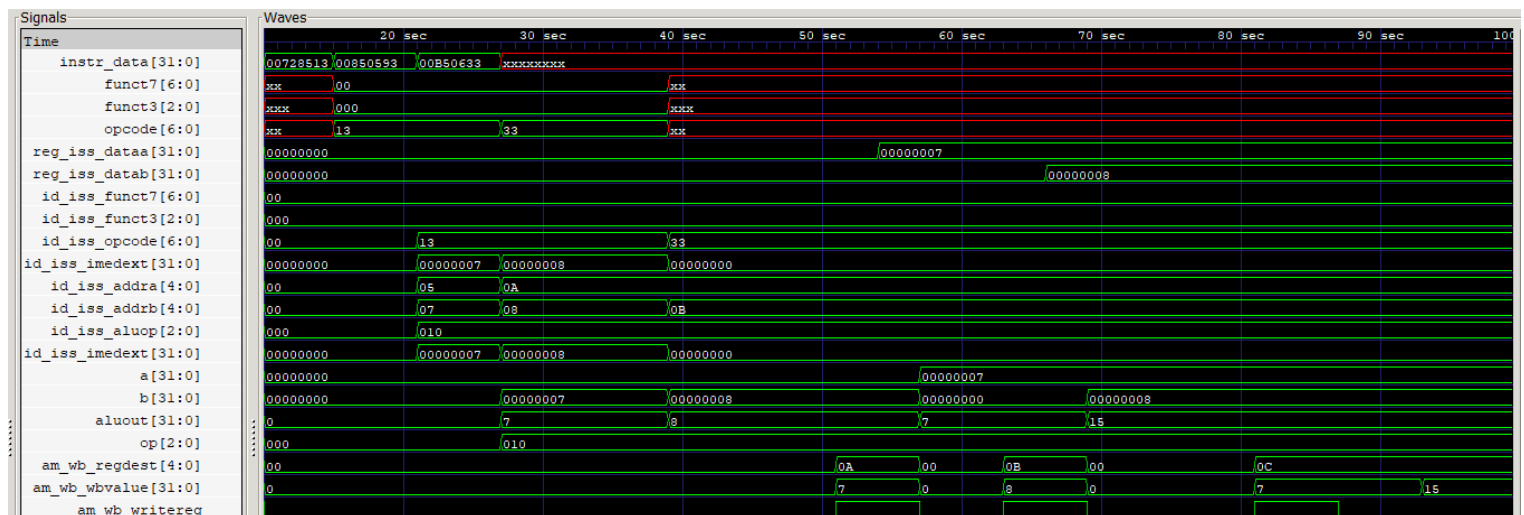 Signals Waves
Time 20 sec 30 sec 40 sec 50 sec 60 sec 70 sec 80 sec 90 sec 100
instr_data[31:0] 00728513 00850593 00B50633 xxxxxxxx
funct7[6:0] xx 00 xx
funct3[2:0] xxx 000 xxx
opcode[6:0] xx 13 33 xx
reg_iss_dataa[31:0] 00000000 00000007
reg_iss_datab[31:0] 00000000 00000008
id_iss_funct7[6:0] 00
id_iss_funct3[2:0] 000
id_iss_opcode[6:0] 00 13 33
id_iss_imedext[31:0] 00000000 00000007 00000008 00000000
id_iss_addra[4:0] 00 05 0A
id_iss_addrb[4:0] 00 07 08 0B
id_iss_aluop[2:0] 000 010
id_iss_imedext[31:0] 00000000 00000007 00000008 00000000
a[31:0] 00000000 00000007
b[31:0] 00000000 00000007 00000008 00000000 00000008
aluout[31:0] 0 7 8 7 15
op[2:0] 000 010
am_wb_regdest[4:0] 00 0A 00 0B 00 0C
am_wb_wbvalue[31:0] 0 7 0 8 0 7 15
am_wb_writereg